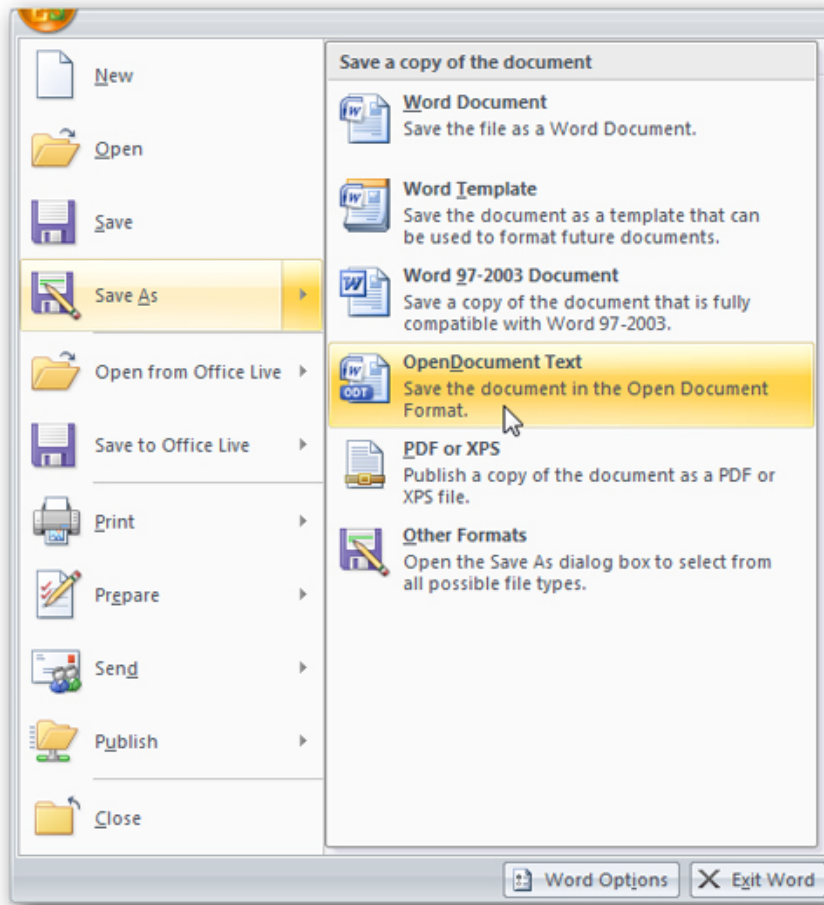 New
Open
Save
Save As
Open from Office Live
Save to Office Live
Print
Prepare
Send
Publish
Close
Save a copy of the document
Word Document
Save the file as a Word Document.
Word Template
Save the document as a template that can
be used to format future documents.
Word 97-2003 Document
Save a copy of the document that is fully
compatible with Word 97-2003.
OpenDocument Text
Save the document in the Open Document
Format.
ODT
PDF or XPS
Publish a copy of the document as a PDF or
XPS file.
Other Formats
Open the Save As dialog box to select from
all possible file types.
Word Options
Exit Word